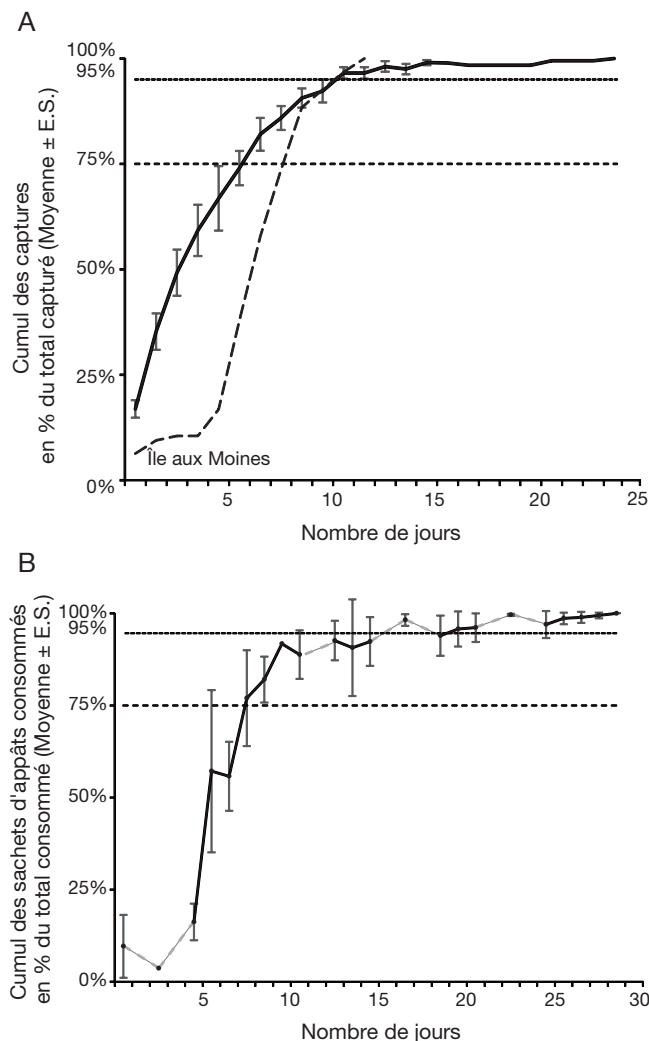 A
Cumul des captures
en % du total capturé (Moyenne ± E.S.)
100%
95%
75%
50%
25%
0%
Île aux Moines
5 10 15 20 25
Nombre de jours
B
Cumul des sachets d'appâts consommés
en % du total consommé (Moyenne ± E.S.)
100%
95%
75%
50%
25%
0%
5 10 15 20 25 30
Nombre de jours